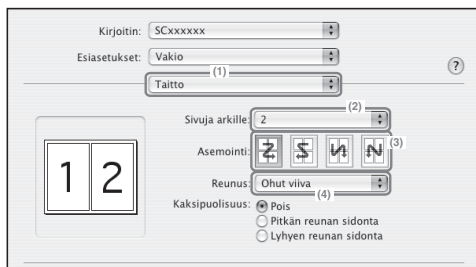 Kirjoitin: SCxxxxxx
Esiasetukset: Vakio
(1)
Taitto
?
(2)
Sivuja arkille: 2
Asemointi: (3)
Reunus: Ohut viiva
(4)
Kaksipuolisuus: Pois
Pitkän reunan sidonta
Lyhyen reunan sidonta
1 2